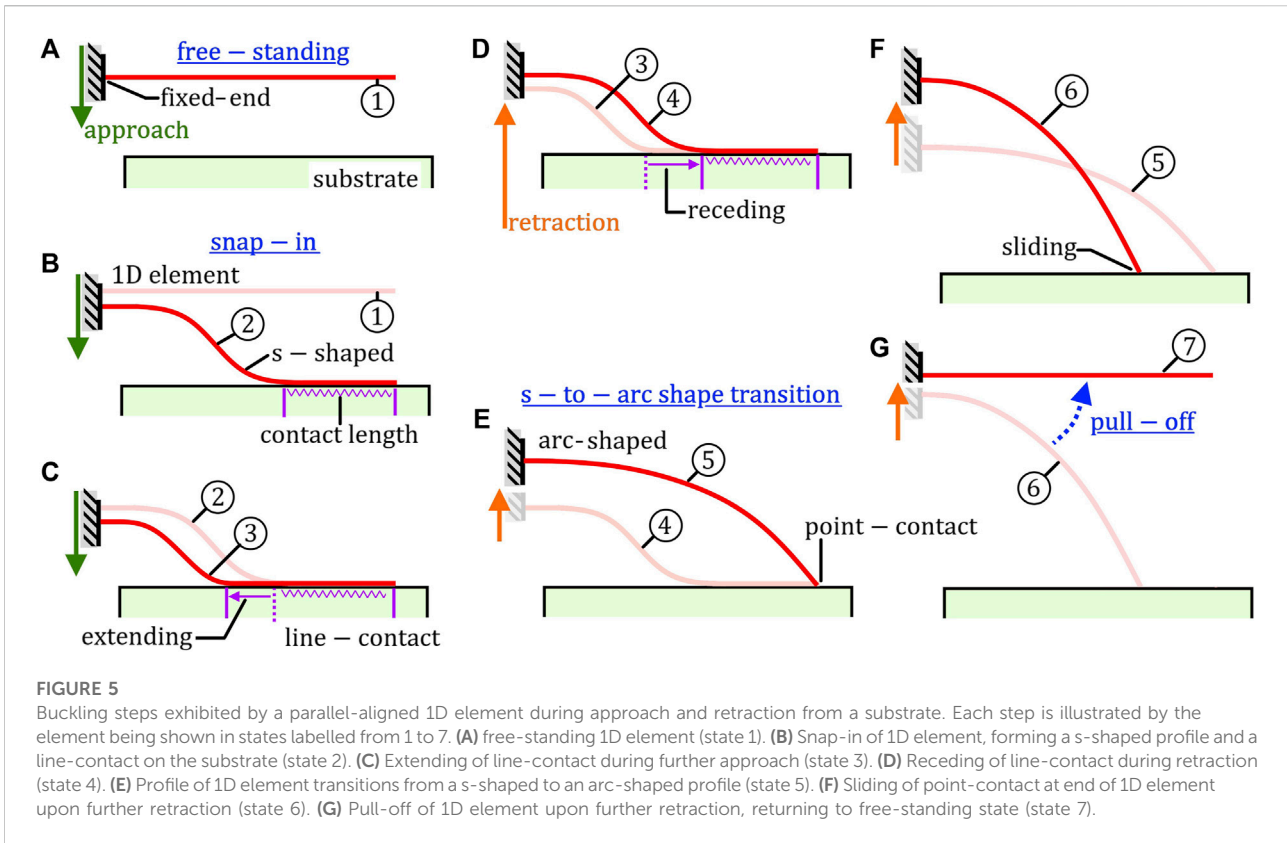 A
free – standing
fixed-end
1
approach
substrate
snap – in
B
1D element
1
2
s – shaped
contact length
C
2
3
extending
line – contact
D
3
4
receding
retraction
s – to – arc shape transition
E
arc-shaped
5
4
point – contact
F
6
5
sliding
G
7
pull – off
6
FIGURE 5
Buckling steps exhibited by a parallel-aligned 1D element during approach and retraction from a substrate. Each step is illustrated by the
element being shown in states labelled from 1 to 7. (A) free-standing 1D element (state 1). (B) Snap-in of 1D element, forming a s-shaped profile and a
line-contact on the substrate (state 2). (C) Extending of line-contact during further approach (state 3). (D) Receding of line-contact during retraction
(state 4). (E) Profile of 1D element transitions from a s-shaped to an arc-shaped profile (state 5). (F) Sliding of point-contact at end of 1D element
upon further retraction (state 6). (G) Pull-off of 1D element upon further retraction, returning to free-standing state (state 7).